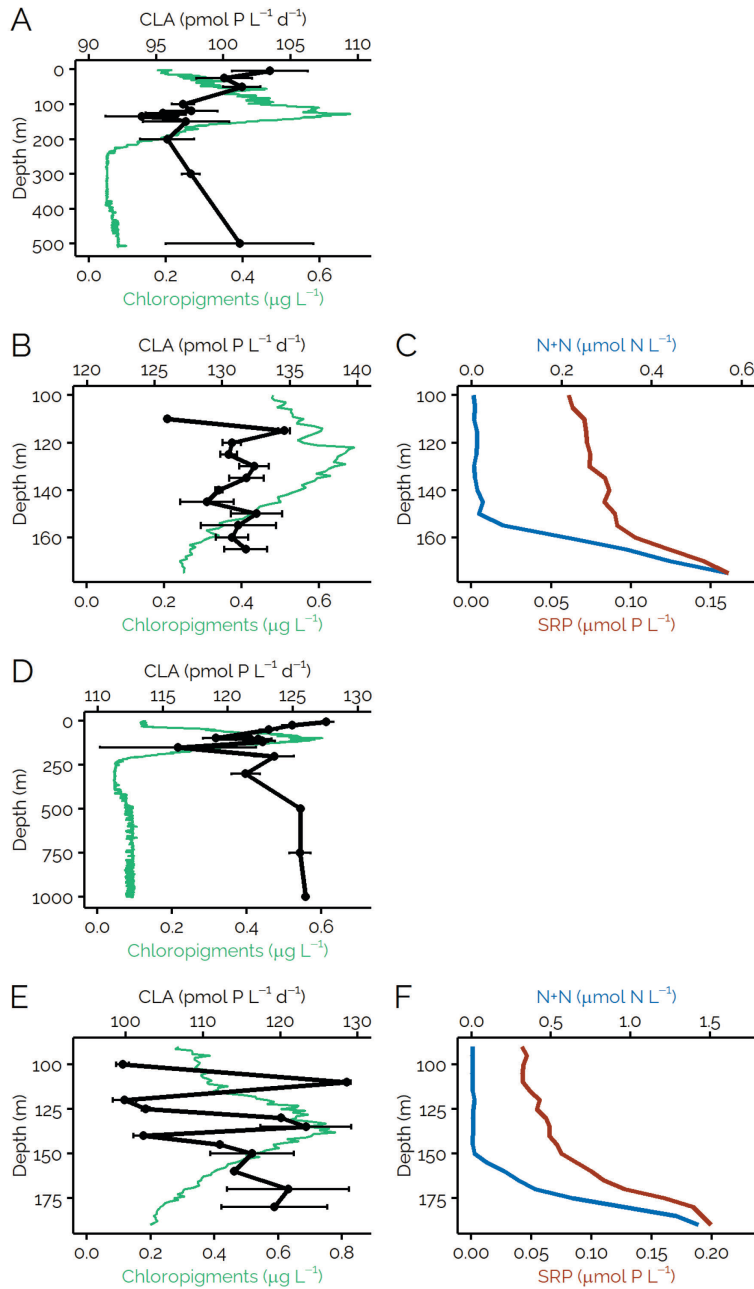 A
CLA (pmol P L⁻¹ d⁻¹)
90 95 100 105 110
Depth (m)
0
100
200
300
400
500
0.0 0.2 0.4 0.6
Chloropigments (μg L⁻¹)
B
CLA (pmol P L⁻¹ d⁻¹)
120 125 130 135 140
Depth (m)
100
120
140
160
0.0 0.2 0.4 0.6
Chloropigments (μg L⁻¹)
C
N+N (μmol N L⁻¹)
0.0 0.2 0.4 0.6
Depth (m)
100
120
140
160
0.00 0.05 0.10 0.15
SRP (μmol P L⁻¹)
D
CLA (pmol P L⁻¹ d⁻¹)
110 115 120 125 130
Depth (m)
0
250
500
750
1000
0.0 0.2 0.4 0.6
Chloropigments (μg L⁻¹)
E
CLA (pmol P L⁻¹ d⁻¹)
100 110 120 130
Depth (m)
100
125
150
175
0.0 0.2 0.4 0.6 0.8
Chloropigments (μg L⁻¹)
F
N+N (μmol N L⁻¹)
0.0 0.5 1.0 1.5
Depth (m)
100
125
150
175
0.00 0.05 0.10 0.15 0.20
SRP (μmol P L⁻¹)